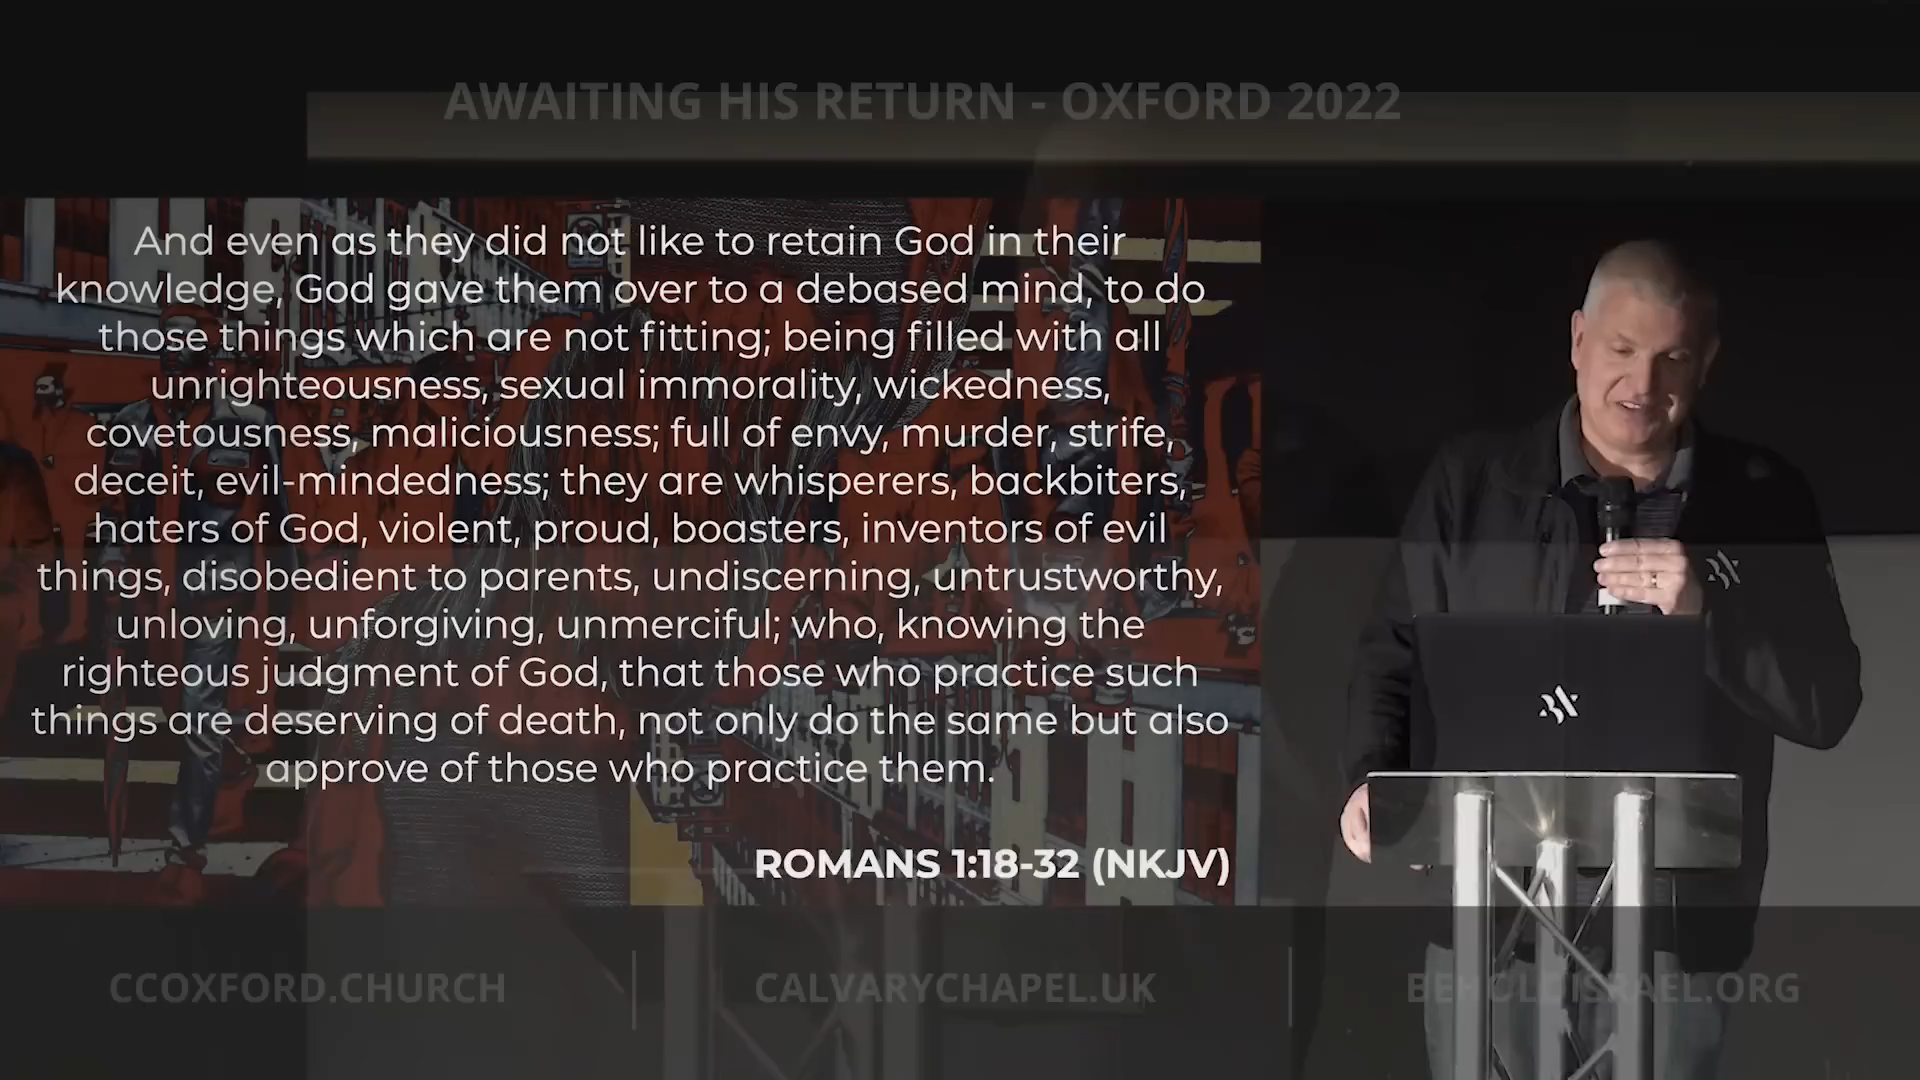 AWAITING HIS RETURN - OXFORD 2022
And even as they did not like to retain God in their
knowledge, God gave them over to a debased mind, to do
those things which are not fitting; being filled with all
unrighteousness, sexual immorality, wickedness,
covetousness, maliciousness; full of envy, murder, strife,
deceit, evil-mindedness; they are whisperers, backbiters,
haters of God, violent, proud, boasters, inventors of evil
things, disobedient to parents, undiscerning, untrustworthy,
unloving, unforgiving, unmerciful; who, knowing the
righteous judgment of God, that those who practice such
things are deserving of death, not only do the same but also
approve of those who practice them.
ROMANS 1:18-32 (NKJV)
CCOXFORD.CHURCH
CALVARYCHAPEL.UK
BEHOLDISRAEL.ORG